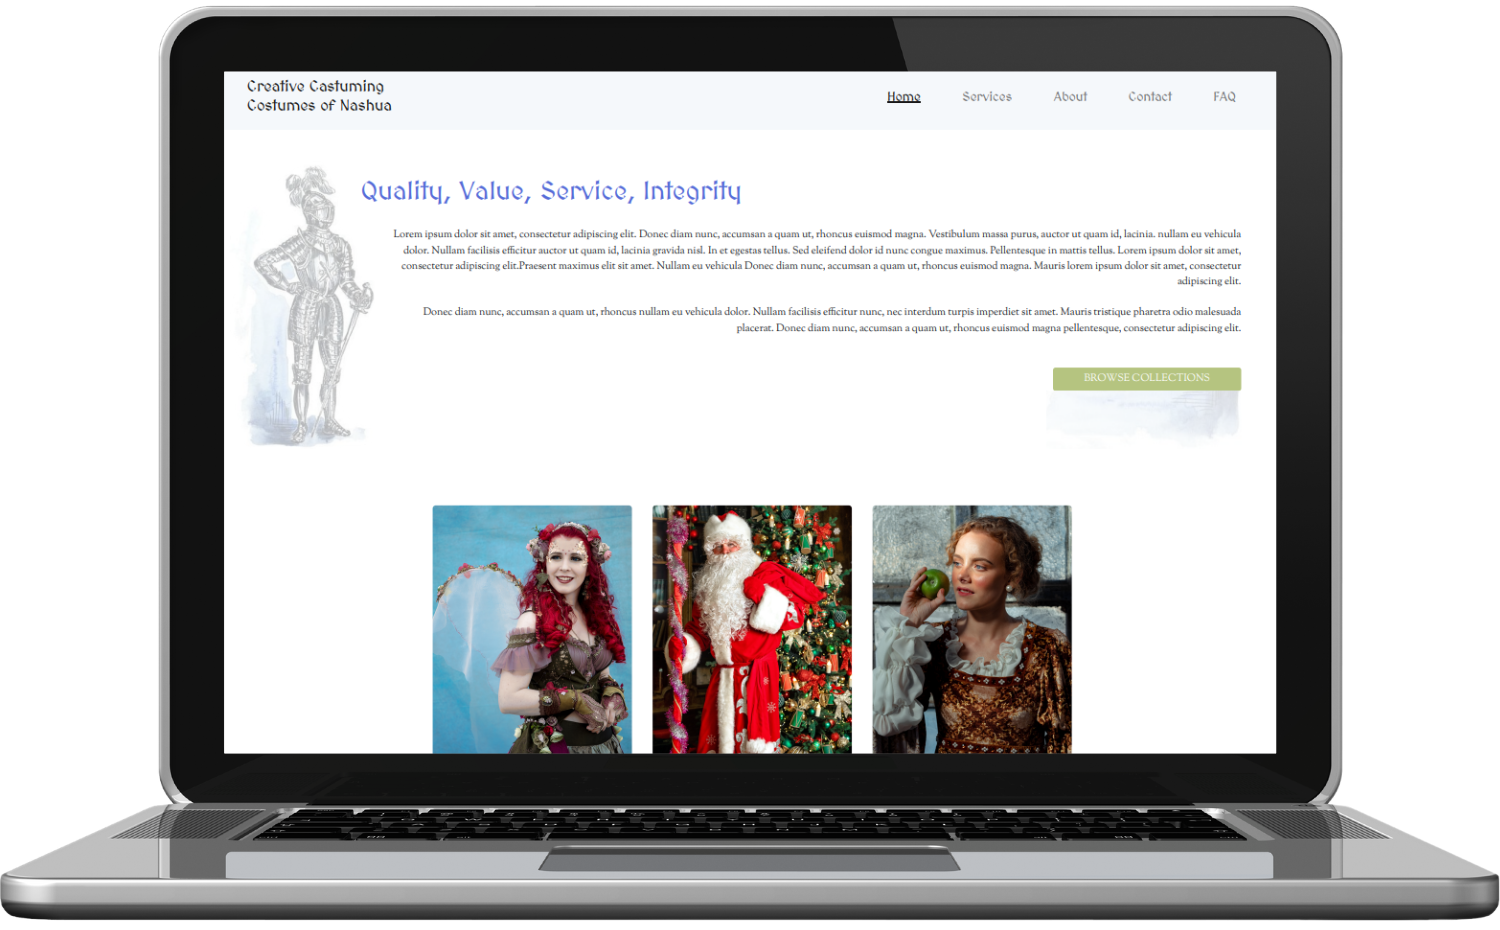 Creative Castuming
Costumes of Nashua
Home
Services
About
Contact
FAQ
Quality, Value, Service, Integrity
Lorem ipsum dolor sit amet, consectetur adipiscing elit. Donec diam nunc, accumsan a quam ut, rhoncus euismod magna. Vestibulum massa purus, auctor ut quam id, lacinia. nullam eu vehicula
dolor. Nullam facilisis efficitur auctor ut quam id, lacinia gravida nisl. In et egestas tellus. Sed eleifend dolor id nunc congue maximus. Pellentesque in mattis tellus. Lorem ipsum dolor sit amet,
consectetur adipiscing elit.Praesent maximus elit sit amet. Nullam eu vehicula Donec diam nunc, accumsan a quam ut, rhoncus euismod magna. Mauris lorem ipsum dolor sit amet, consectetur
adipiscing elit.
Donec diam nunc, accumsan a quam ut, rhoncus nullam eu vehicula dolor. Nullam facilisis efficitur nunc, nec interdum turpis imperdiet sit amet. Mauris tristique pharetra odio malesuada
placerat. Donec diam nunc, accumsan a quam ut, rhoncus euismod magna pellentesque, consectetur adipiscing elit.
BROWSE COLLECTIONS